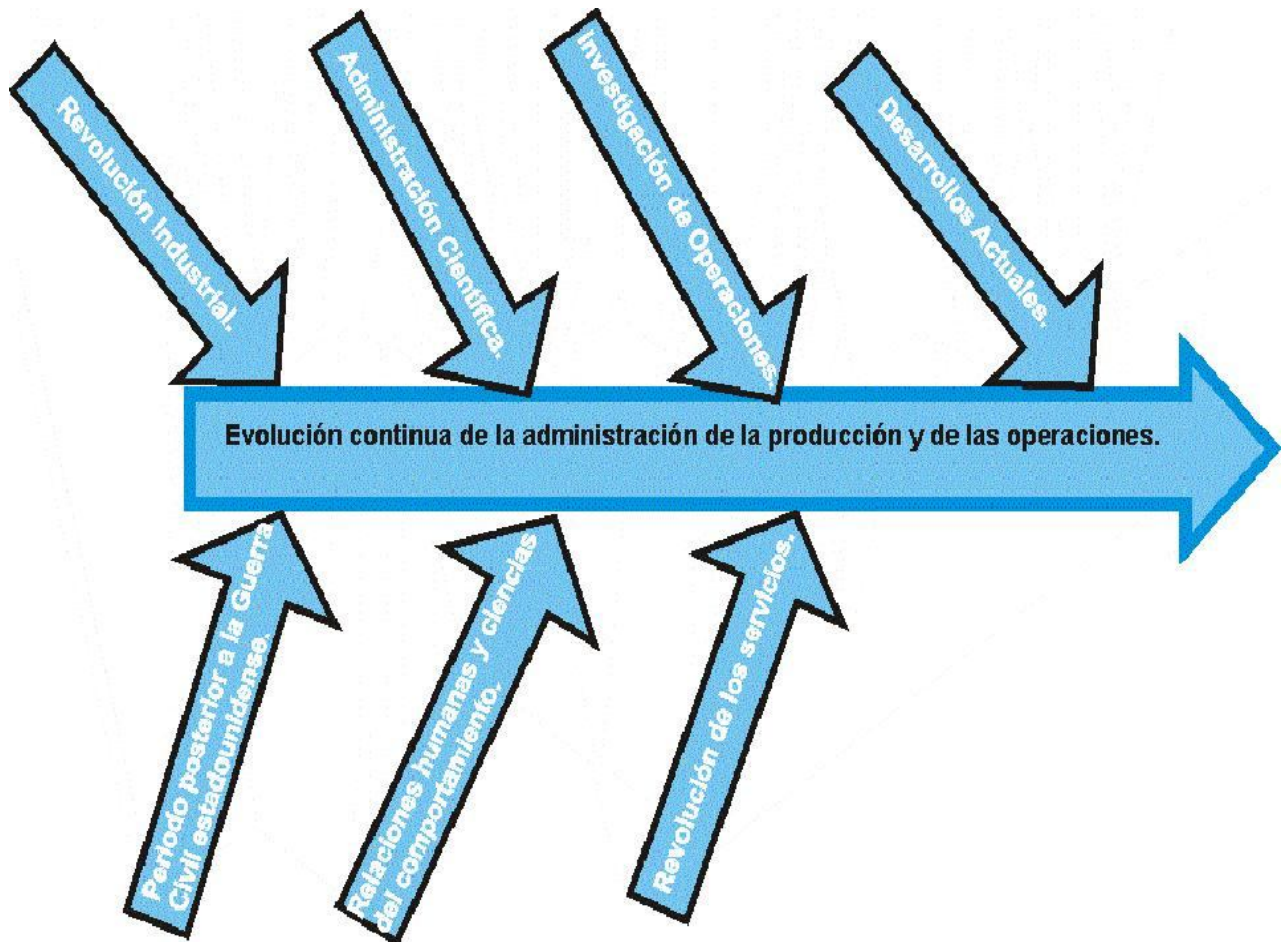 Revolución Industrial.
Administración Científica.
Investigación de Operaciones.
Desarrollos Actuales.
Evolución continua de la administración de la producción y de las operaciones.
Periodo posterior a la Guerra
Civil estadounidense.
Relaciones humanas y ciencias
del comportamiento.
Revolución de los servicios.